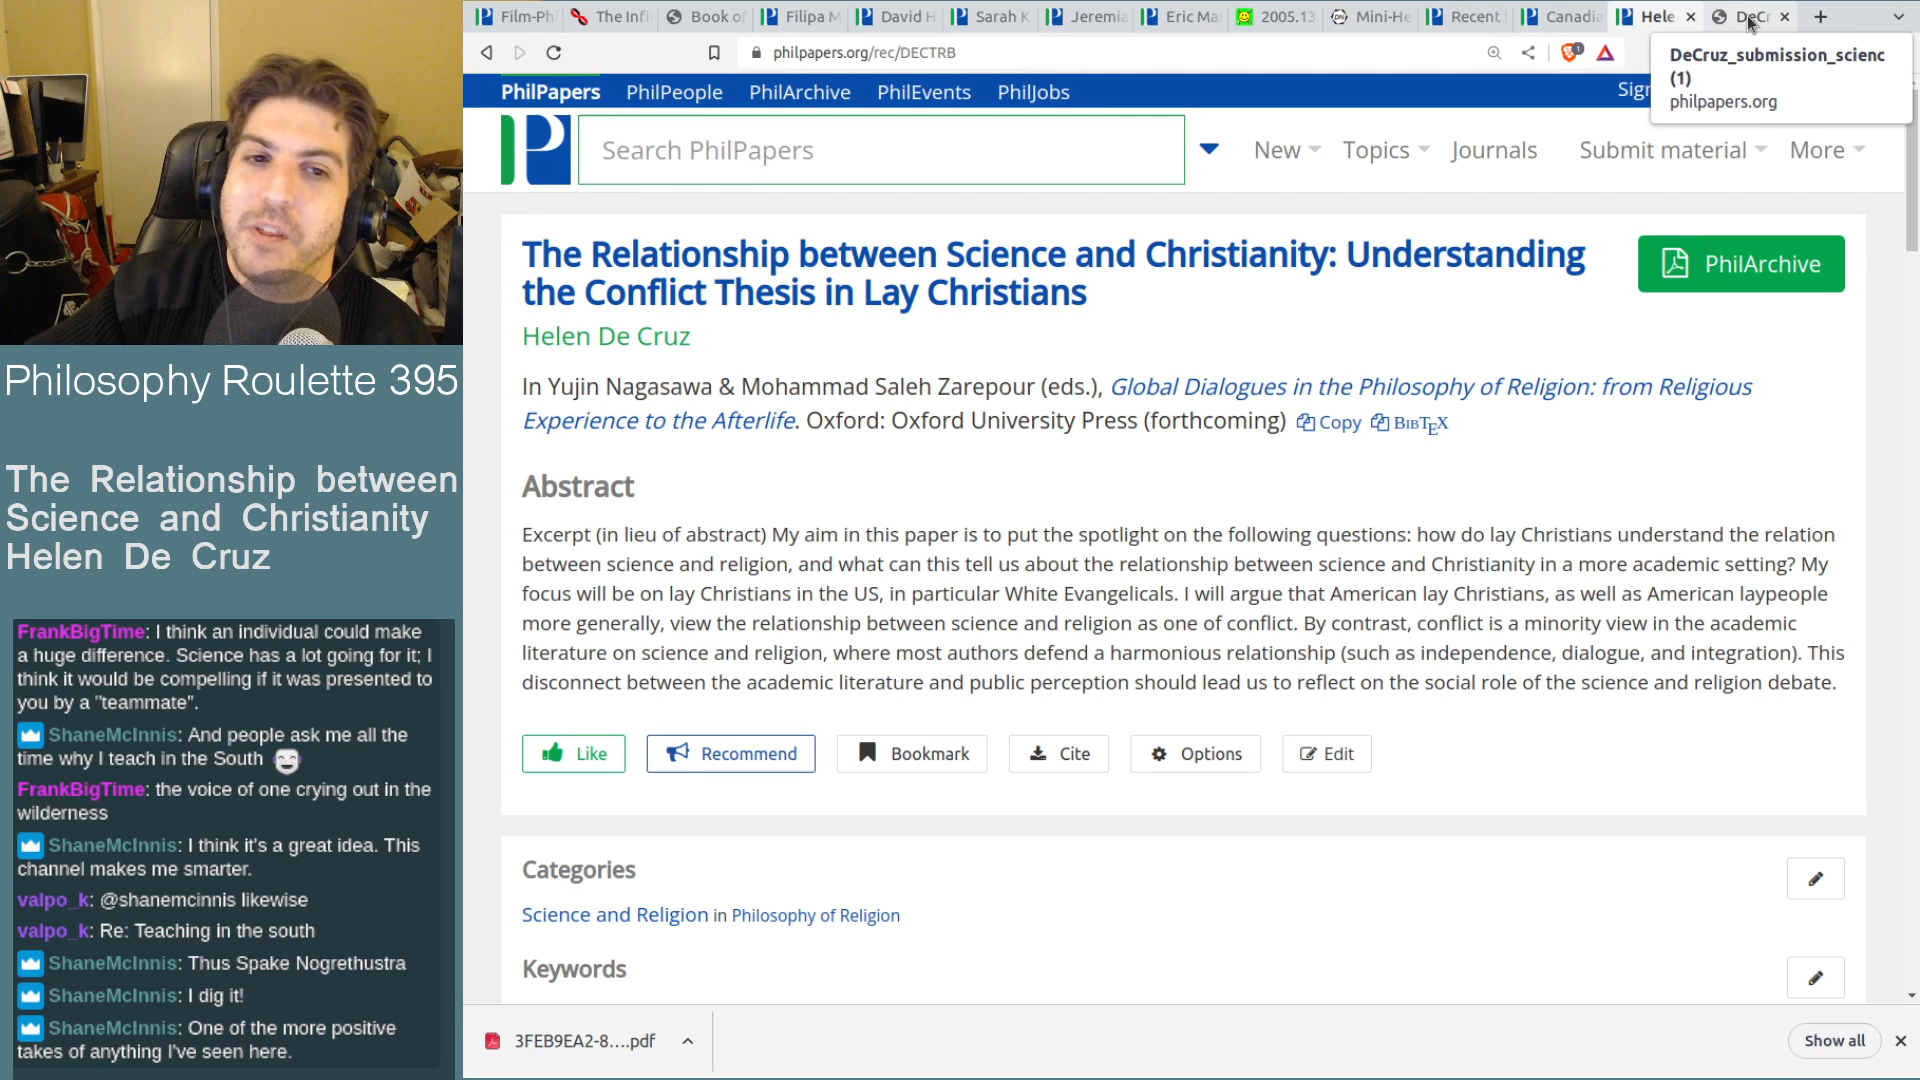 Film-Ph
The Infi
Book of
Filipa M
David H
Sarah K
Jeremia
Eric Ma
2005.13
Mini-He
Recent
Canadia
Hele
DeCr
philpapers.org/rec/DECTRB
DeCruz_submission_scienc
(1)
philpapers.org
PhilPapers PhilPeople PhilArchive PhilEvents PhilJobs
Sign
Search PhilPapers
New Topics Journals Submit material More
The Relationship between Science and Christianity: Understanding
the Conflict Thesis in Lay Christians
PhilArchive
Helen De Cruz
In Yujin Nagasawa & Mohammad Saleh Zarepour (eds.), Global Dialogues in the Philosophy of Religion: from Religious
Experience to the Afterlife. Oxford: Oxford University Press (forthcoming) Copy BIBTEX
Abstract
Excerpt (in lieu of abstract) My aim in this paper is to put the spotlight on the following questions: how do lay Christians understand the relation
between science and religion, and what can this tell us about the relationship between science and Christianity in a more academic setting? My
focus will be on lay Christians in the US, in particular White Evangelicals. I will argue that American lay Christians, as well as American laypeople
more generally, view the relationship between science and religion as one of conflict. By contrast, conflict is a minority view in the academic
literature on science and religion, where most authors defend a harmonious relationship (such as independence, dialogue, and integration). This
disconnect between the academic literature and public perception should lead us to reflect on the social role of the science and religion debate.
Like Recommend Bookmark Cite Options Edit
Categories
Science and Religion in Philosophy of Religion
Keywords
3FEB9EA2-8....pdf
Show all
Philosophy Roulette 395
The Relationship between
Science and Christianity
Helen De Cruz
FrankBigTime: I think an individual could make
a huge difference. Science has a lot going for it; I
think it would be compelling if it was presented to
you by a "teammate".
ShaneMcInnis: And people ask me all the
time why I teach in the South
FrankBigTime: the voice of one crying out in the
wilderness
ShaneMcInnis: I think it's a great idea. This
channel makes me smarter.
valpo_k: @shanemcinnis likewise
valpo_k: Re: Teaching in the south
ShaneMcInnis: Thus Spake Nogrethustra
ShaneMcInnis: I dig it!
ShaneMcInnis: One of the more positive
takes of anything I've seen here.